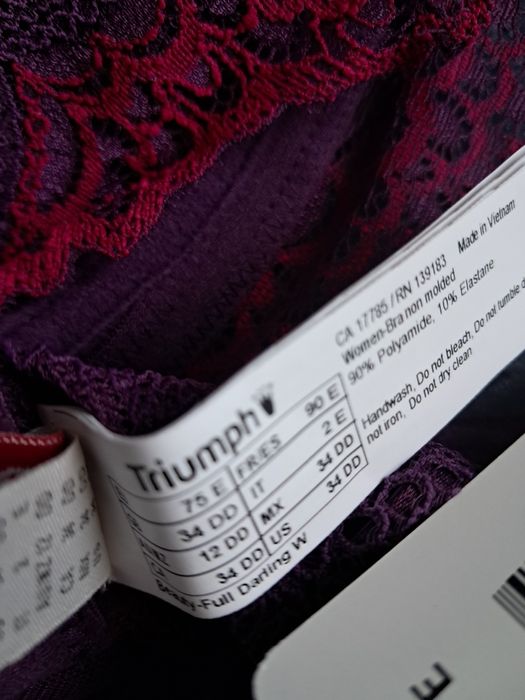 Triumph
75 E FR/ES 90 E
34 DD IT 2 E
12 DD MX 34 DD
34 DD US 34 DD
Beauty-Full Darling W
CA 17785 / RN 139183 Made in Vietnam
Women-Bra non molded
90% Polyamide, 10% Elastane
Handwash, Do not bleach, Do not tumble
not iron, Do not dry clean
E